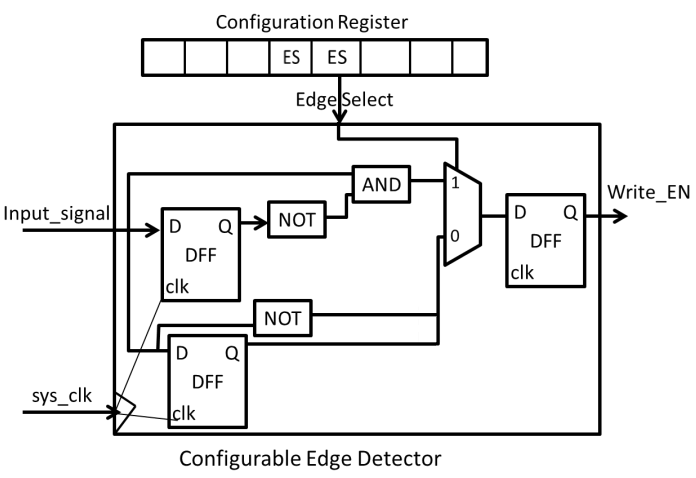 Configuration Register
ES ES
Edge Select
AND
1
Input_signal
D Q
NOT
DFF
clk
0
D Q
DFF
clk
Write_EN
NOT
D Q
DFF
clk
sys_clk
Configurable Edge Detector